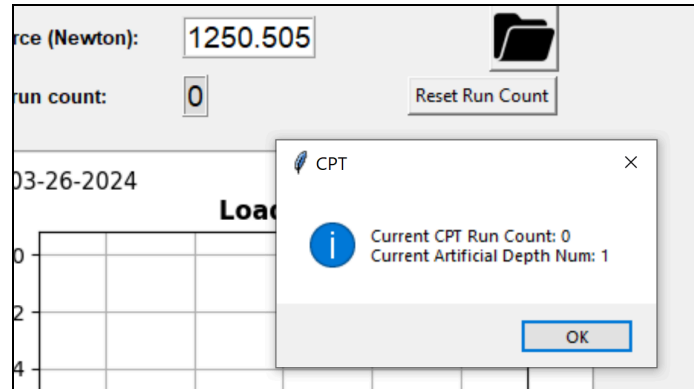 rce (Newton):
1250.505
run count:
0
Reset Run Count
03-26-2024
CPT
Load
Current CPT Run Count: 0
Current Artificial Depth Num: 1
OK
0
2
4